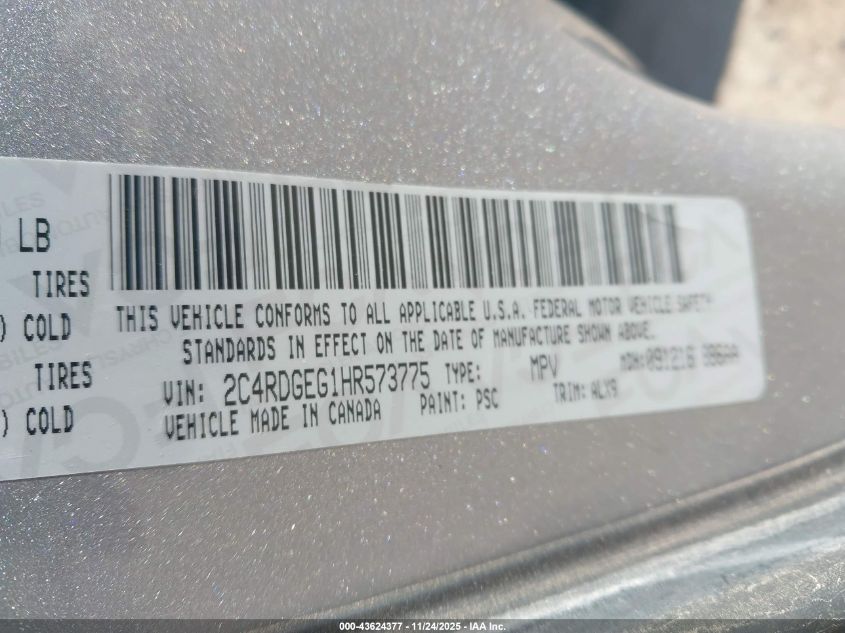 LB
TIRES
) COLD
TIRES
) COLD
THIS VEHICLE CONFORMS TO ALL APPLICABLE U.S.A. FEDERAL MOTOR VEHICLE SAFETY
STANDARDS IN EFFECT ON THE DATE OF MANUFACTURE SHOWN ABOVE.
VIN: 2C4RDGEG1HR573775 TYPE: MPV MDH:091216
VEHICLE MADE IN CANADA PAINT: PSC TRIM: ALX9
000-43624377 - 11/24/2025 - IAA Inc.